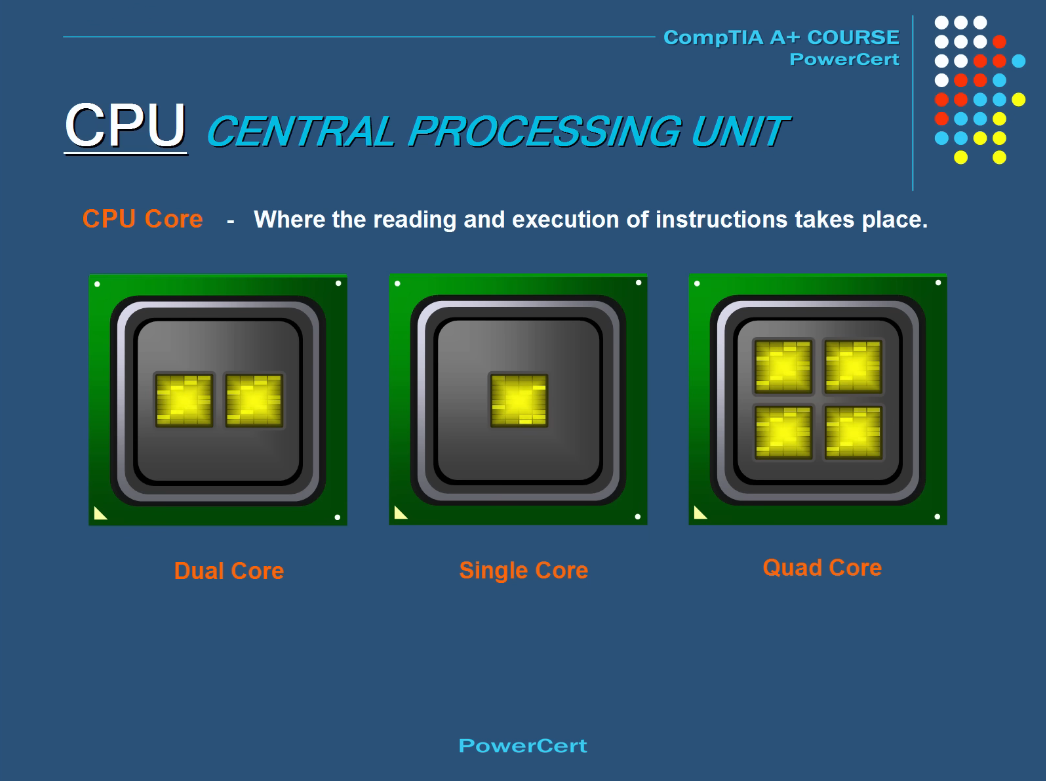 CompTIA A+ COURSE
PowerCert
CPU CENTRAL PROCESSING UNIT
CPU Core - Where the reading and execution of instructions takes place.
Dual Core
Single Core
Quad Core
PowerCert